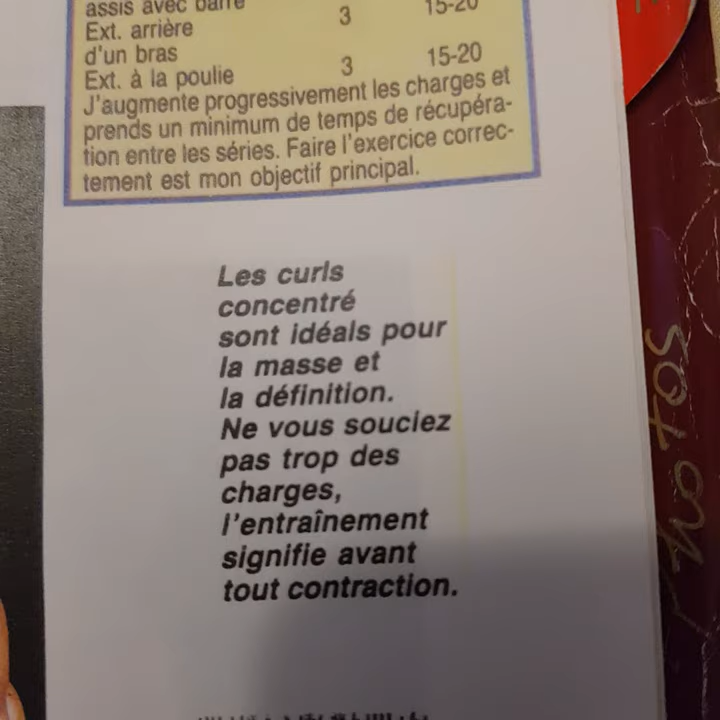 assis avec barre 3 15-20
Ext. arrière
d'un bras 3 15-20
Ext. à la poulie
J'augmente progressivement les charges et
prends un minimum de temps de récupéra-
tion entre les séries. Faire l'exercice correc-
tement est mon objectif principal.
Les curls
concentré
sont idéals pour
la masse et
la définition.
Ne vous souciez
pas trop des
charges,
l'entraînement
signifie avant
tout contraction.